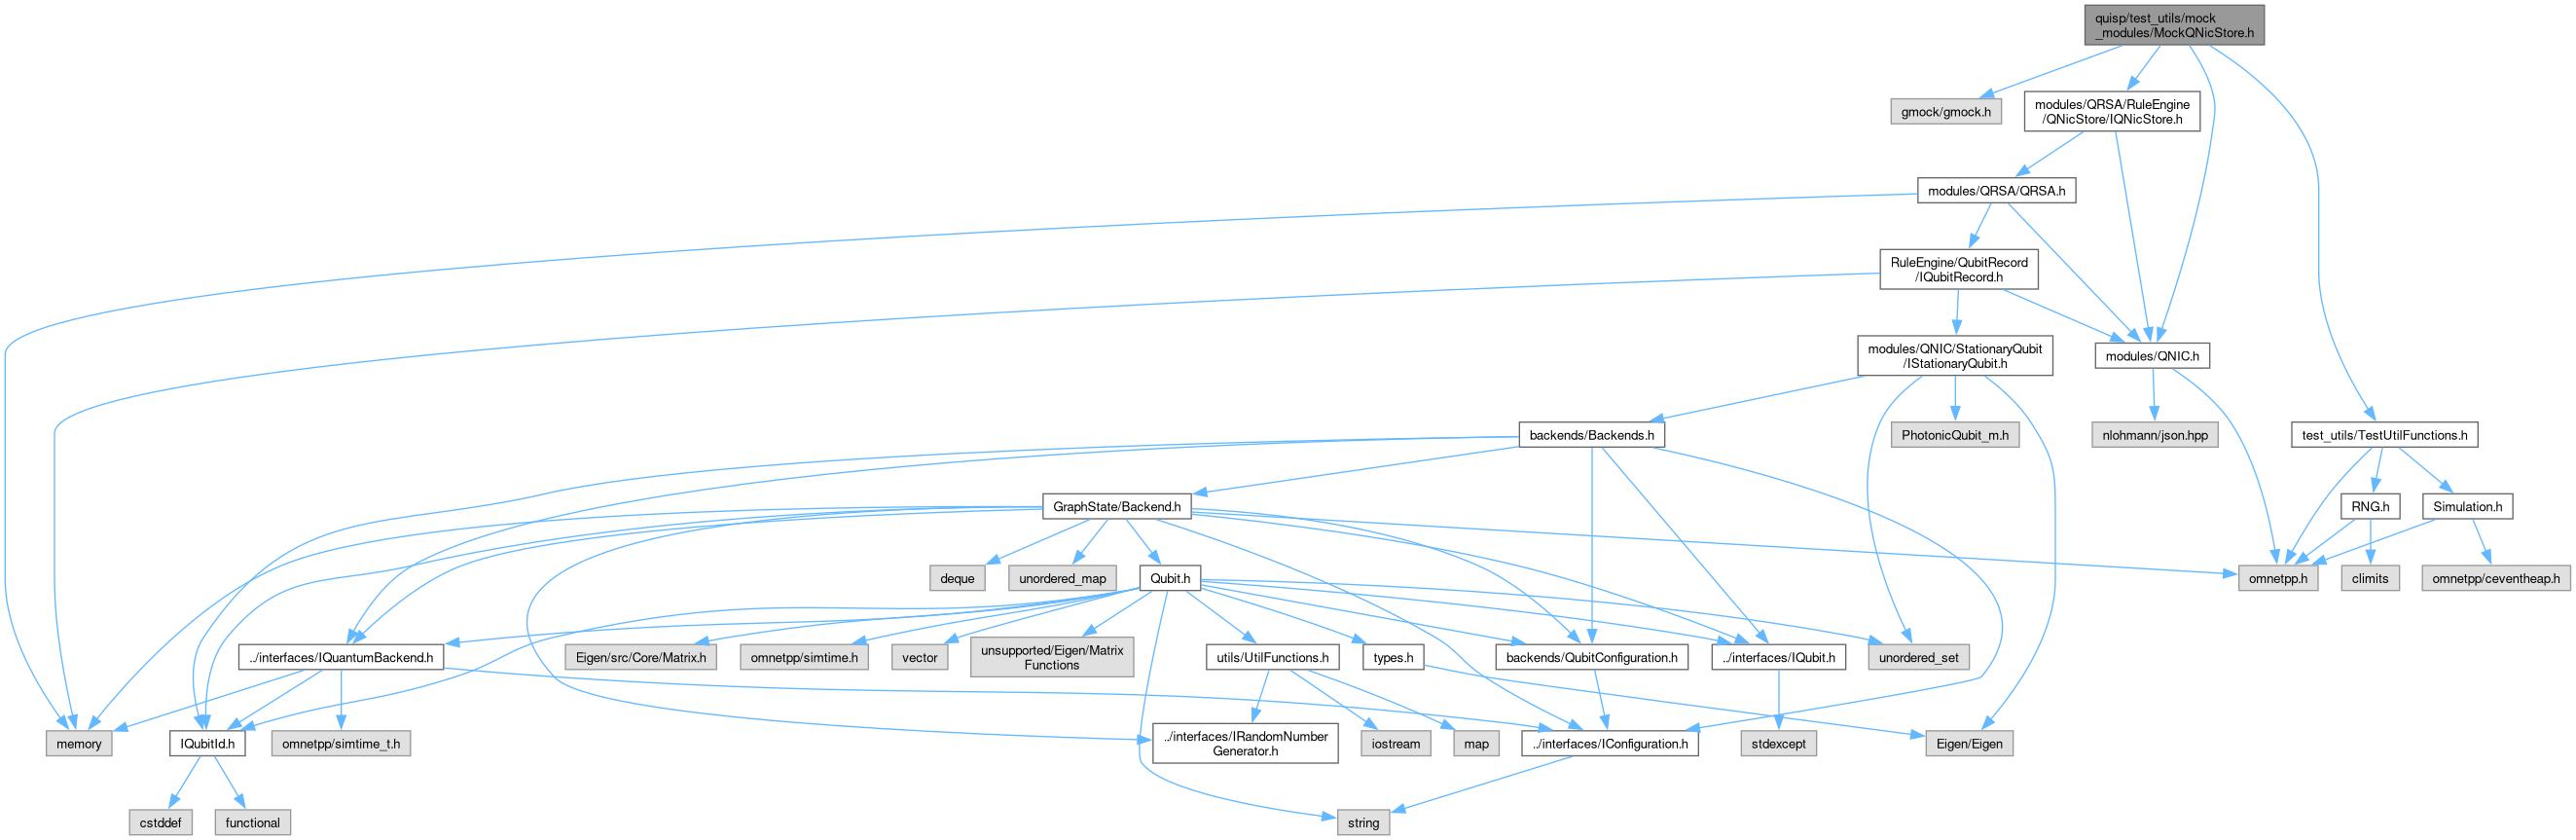 quisp/test_utils/mock
_modules/MockQNicStore.h
gmock/gmock.h
modules/QRSA/RuleEngine
/QNicStore/IQNicStore.h
modules/QRSA/QRSA.h
RuleEngine/QubitRecord
/IQubitRecord.h
modules/QNIC/StationaryQubit
/IStationaryQubit.h
modules/QNIC.h
backends/Backends.h
PhotonicQubit_m.h
nlohmann/json.hpp
test_utils/TestUtilFunctions.h
GraphState/Backend.h
RNG.h
Simulation.h
deque
unordered_map
Qubit.h
omnetpp.h
climits
omnetpp/ceventheap.h
../interfaces/IQuantumBackend.h
Eigen/src/Core/Matrix.h
omnetpp/simtime.h
vector
unsupported/Eigen/Matrix
Functions
utils/UtilFunctions.h
types.h
backends/QubitConfiguration.h
../interfaces/IQubit.h
unordered_set
memory
IQubitId.h
omnetpp/simtime_t.h
../interfaces/IRandomNumber
Generator.h
iostream
map
../interfaces/IConfiguration.h
stdexcept
Eigen/Eigen
cstddef
functional
string